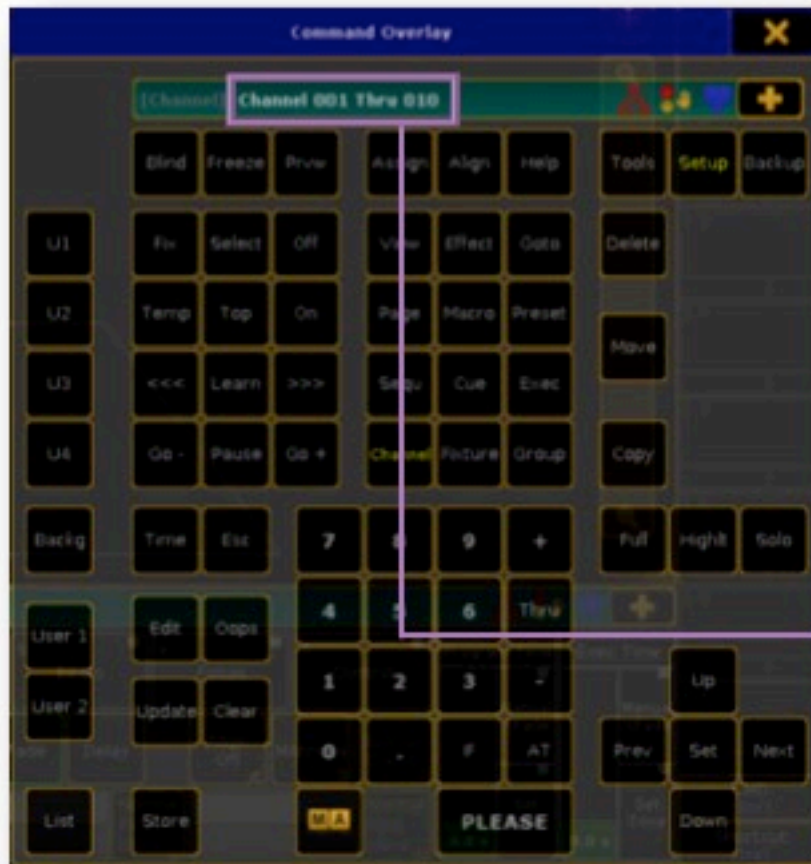 Command Overlay
[Channel] Channel 001 Thru 010
Blind Freeze Prvw Assign Align Help Tools Setup Backup
U1 Fix Select Off View Effect Goto Delete
U2 Temp Top On Page Macro Preset
Move
U3 <<< Learn >>> Sequ Cue Exec
U4 Go - Pause Go + Channel Fixture Group Copy
Backg Time Esc 7 8 9 + Full Highlt Solo
User 1 Edit Oops 4 5 6 Thru
User 2 Update Clear 1 2 3 - Up
0 . IF AT Prev Set Next
List Store MA PLEASE Down